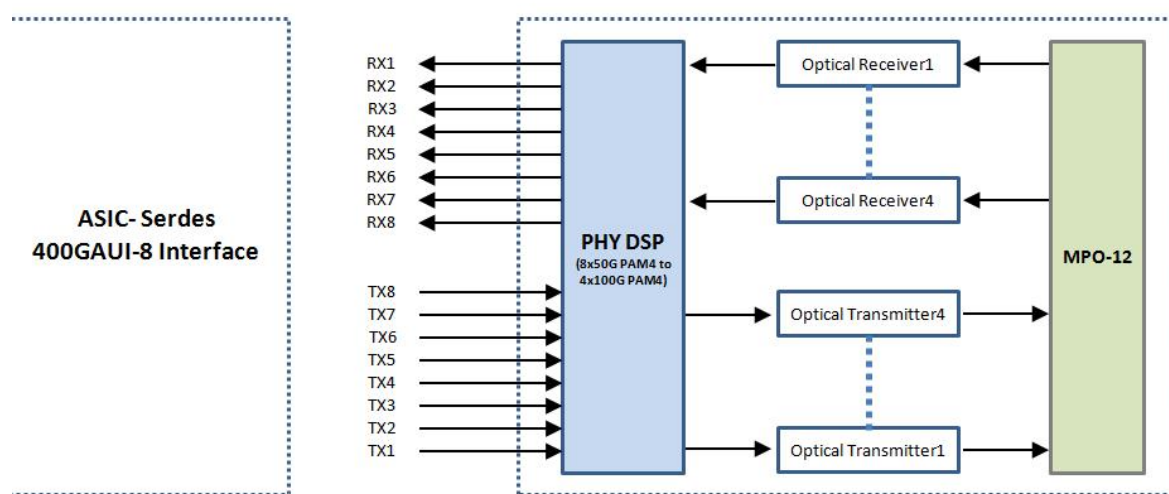 ASIC- Serdes
400GAUI-8 Interface
RX1
RX2
RX3
RX4
RX5
RX6
RX7
RX8
TX8
TX7
TX6
TX5
TX4
TX3
TX2
TX1
PHY DSP
(8x50G PAM4 to
4x100G PAM4)
Optical Receiver1
Optical Receiver4
Optical Transmitter4
Optical Transmitter1
MPO-12